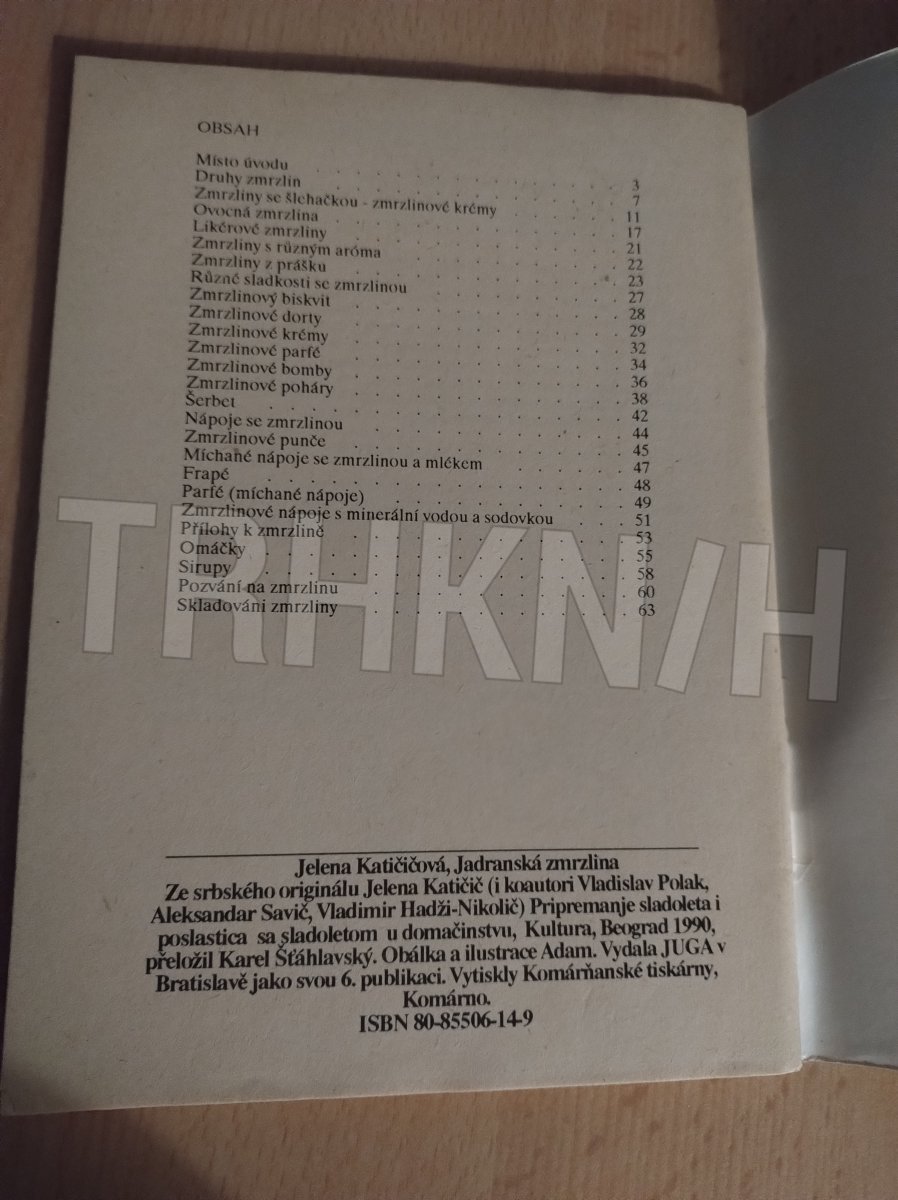 OBSAH
Místo úvodu . . . . . . . . . . . . . . 3
Druhy zmrzlin . . . . . . . . . . . . . 7
Zmrzliny se šlehačkou - zmrzlinové krémy . . . . . 11
Ovocná zmrzlina . . . . . . . . . . . . 17
Likérové zmrzliny . . . . . . . . . . . 21
Zmrzliny s různým aróma . . . . . . . . . 22
Zmrzliny z prášku . . . . . . . . . . . 23
Různé sladkosti se zmrzlinou . . . . . . . . 27
Zmrzlinový biskvit . . . . . . . . . . . 28
Zmrzlinové dorty . . . . . . . . . . . 29
Zmrzlinové krémy . . . . . . . . . . . 32
Zmrzlinové parfé . . . . . . . . . . . 34
Zmrzlinové bomby . . . . . . . . . . . 36
Zmrzlinové poháry . . . . . . . . . . . 38
Šerbet . . . . . . . . . . . . . . . 42
Nápoje se zmrzlinou . . . . . . . . . . 44
Zmrzlinové punče . . . . . . . . . . . 45
Míchané nápoje se zmrzlinou a mlékem . . . . . . 47
Frapé . . . . . . . . . . . . . . . 48
Parfé (míchané nápoje) . . . . . . . . . 49
Zmrzlinové nápoje s minerální vodou a sodovkou . . . 51
Přílohy k zmrzlině . . . . . . . . . . . 53
Omáčky . . . . . . . . . . . . . . . 55
Sirupy . . . . . . . . . . . . . . . 58
Pozvání na zmrzlinu . . . . . . . . . . 60
Skladováni zmrzliny . . . . . . . . . . 63
TRHKN/H
Jelena Katičičová, Jadranská zmrzlina
Ze srbského originálu Jelena Katičič (i koautori Vladislav Polak,
Aleksandar Savič, Vladimir Hadži-Nikolič) Pripremanje sladoleta i
poslastica sa sladoletom u domačinstvu, Kultura, Beograd 1990,
přeložil Karel Šťáhlavský. Obálka a ilustrace Adam. Vydala JUGA v
Bratislavě jako svou 6. publikaci. Vytiskly Komárňanské tiskárny,
Komárno.
ISBN 80-85506-14-9